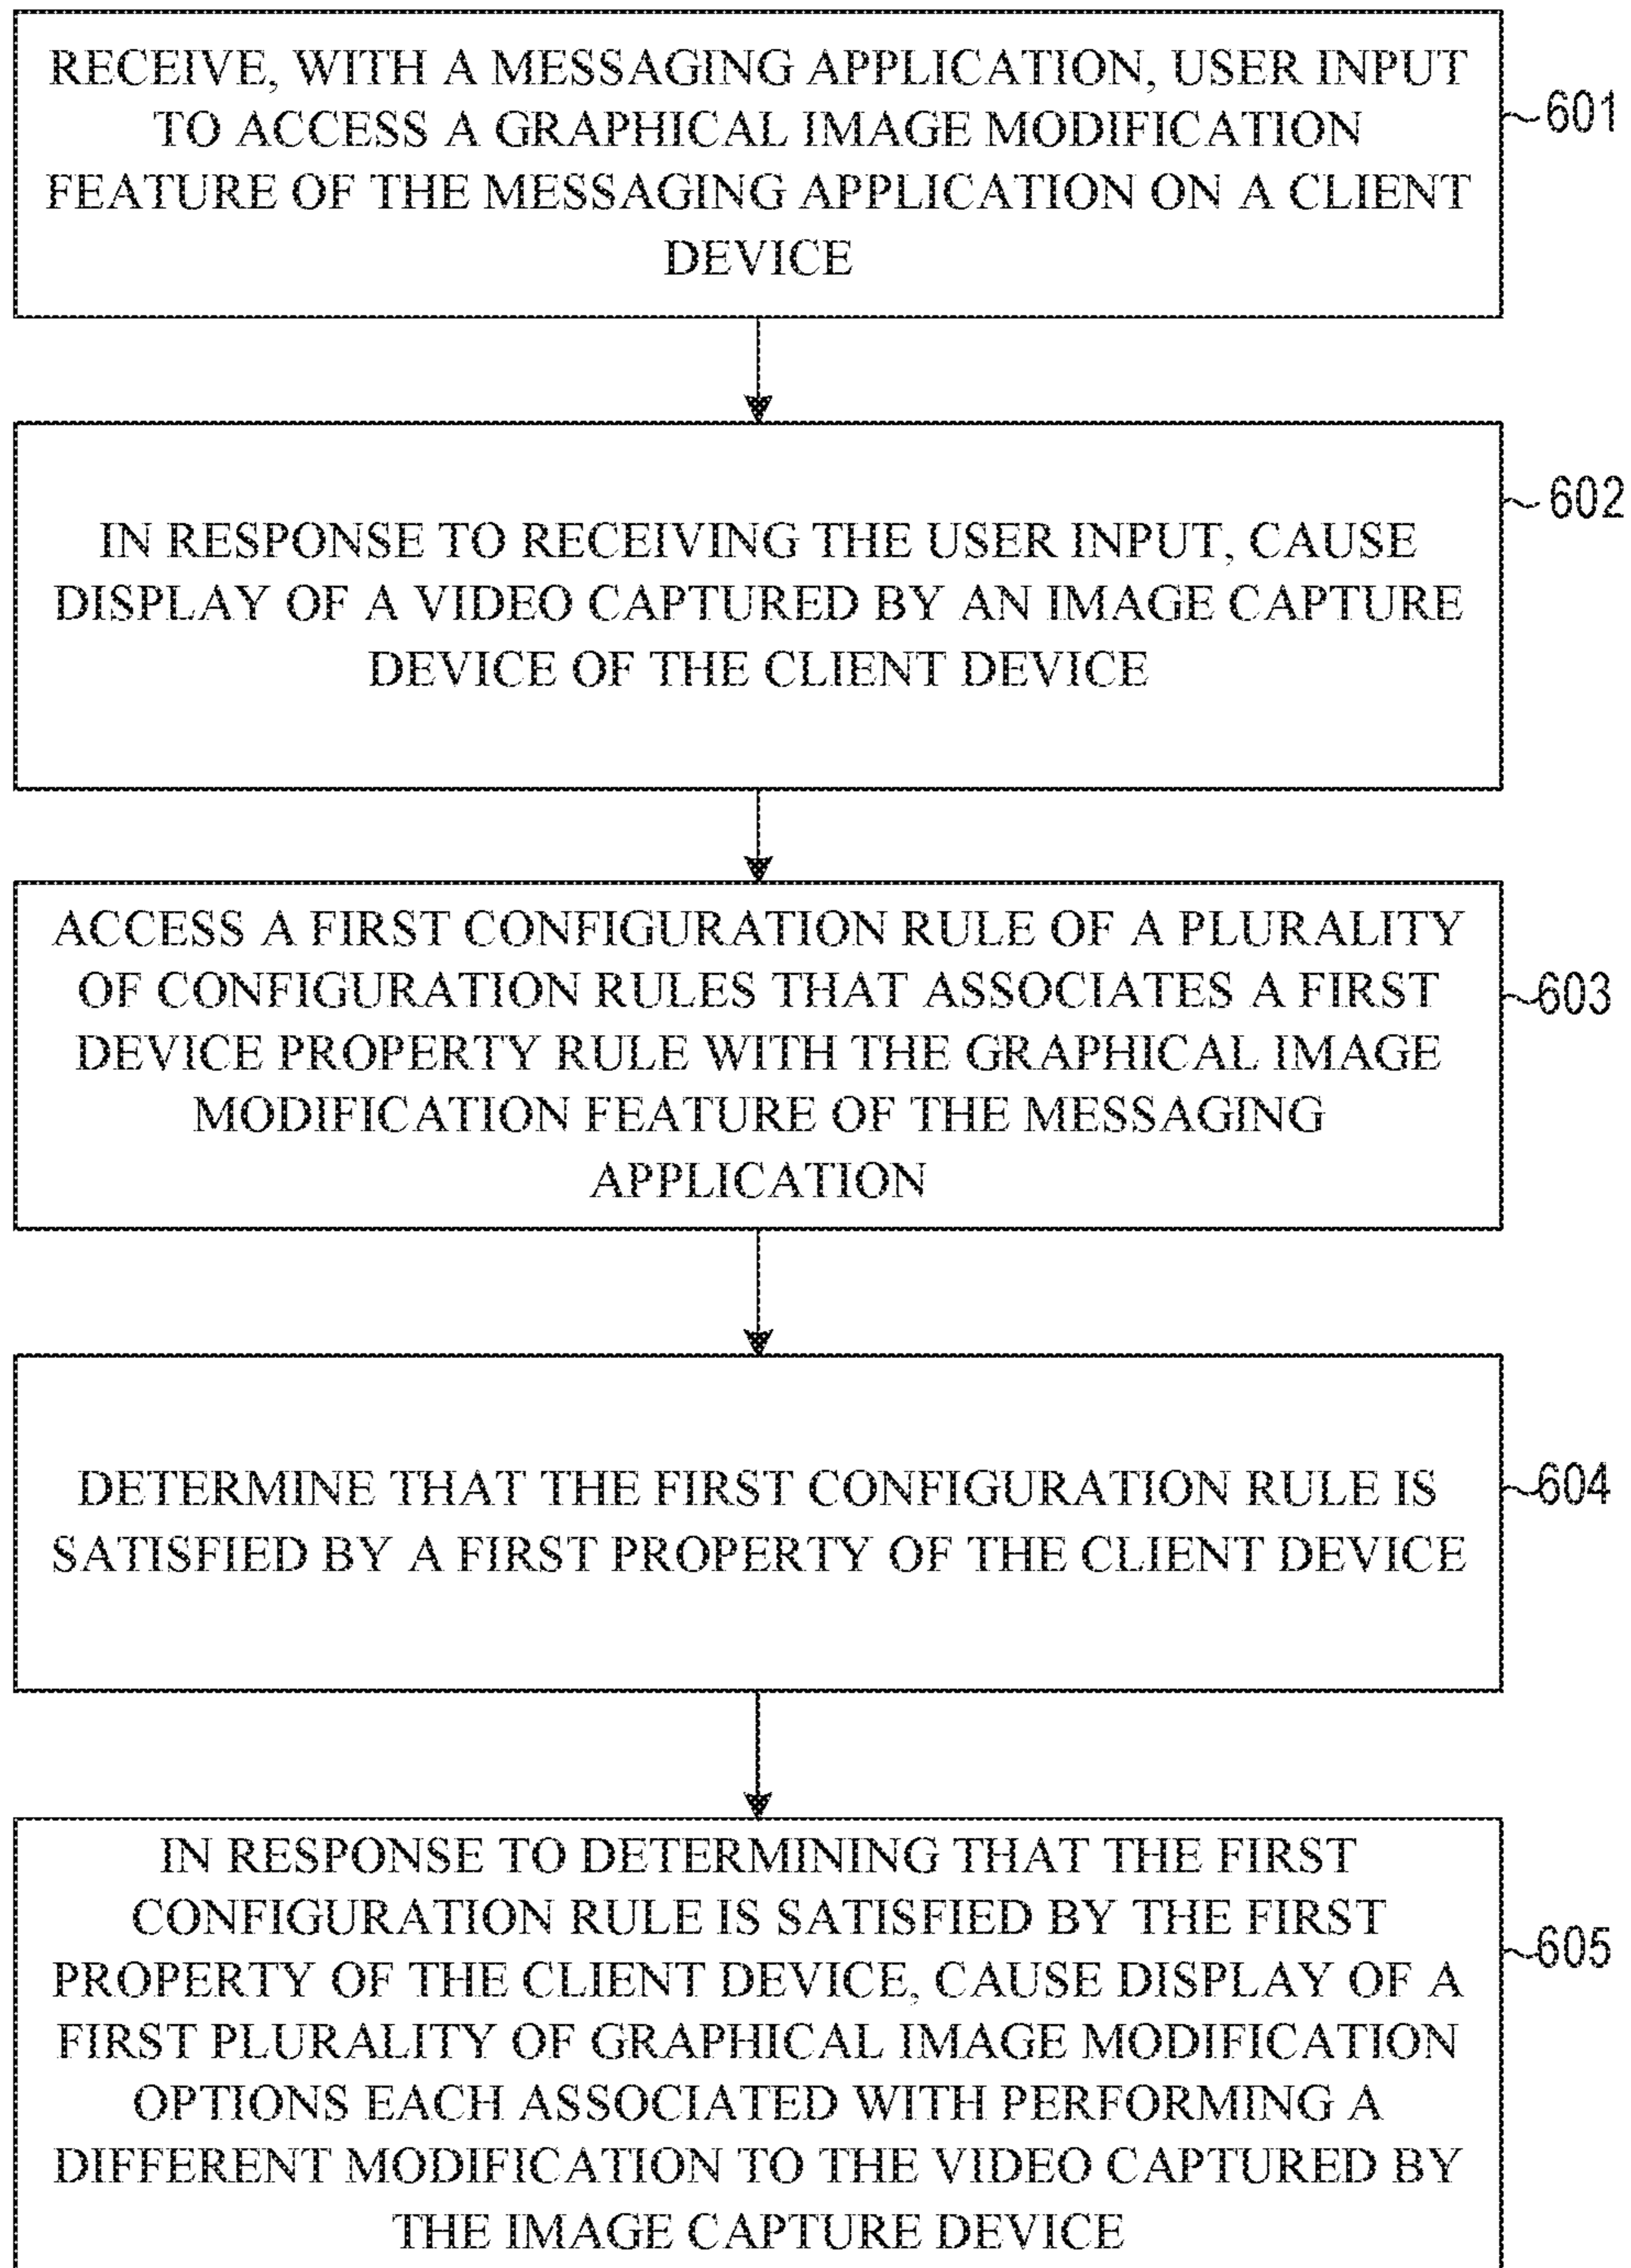 RECEIVE, WITH A MESSAGING APPLICATION, USER INPUT
TO ACCESS A GRAPHICAL IMAGE MODIFICATION
FEATURE OF THE MESSAGING APPLICATION ON A CLIENT
DEVICE
601
IN RESPONSE TO RECEIVING THE USER INPUT, CAUSE
DISPLAY OF A VIDEO CAPTURED BY AN IMAGE CAPTURE
DEVICE OF THE CLIENT DEVICE
602
ACCESS A FIRST CONFIGURATION RULE OF A PLURALITY
OF CONFIGURATION RULES THAT ASSOCIATES A FIRST
DEVICE PROPERTY RULE WITH THE GRAPHICAL IMAGE
MODIFICATION FEATURE OF THE MESSAGING
APPLICATION
603
DETERMINE THAT THE FIRST CONFIGURATION RULE IS
SATISFIED BY A FIRST PROPERTY OF THE CLIENT DEVICE
604
IN RESPONSE TO DETERMINING THAT THE FIRST
CONFIGURATION RULE IS SATISFIED BY THE FIRST
PROPERTY OF THE CLIENT DEVICE, CAUSE DISPLAY OF A
FIRST PLURALITY OF GRAPHICAL IMAGE MODIFICATION
OPTIONS EACH ASSOCIATED WITH PERFORMING A
DIFFERENT MODIFICATION TO THE VIDEO CAPTURED BY
THE IMAGE CAPTURE DEVICE
605